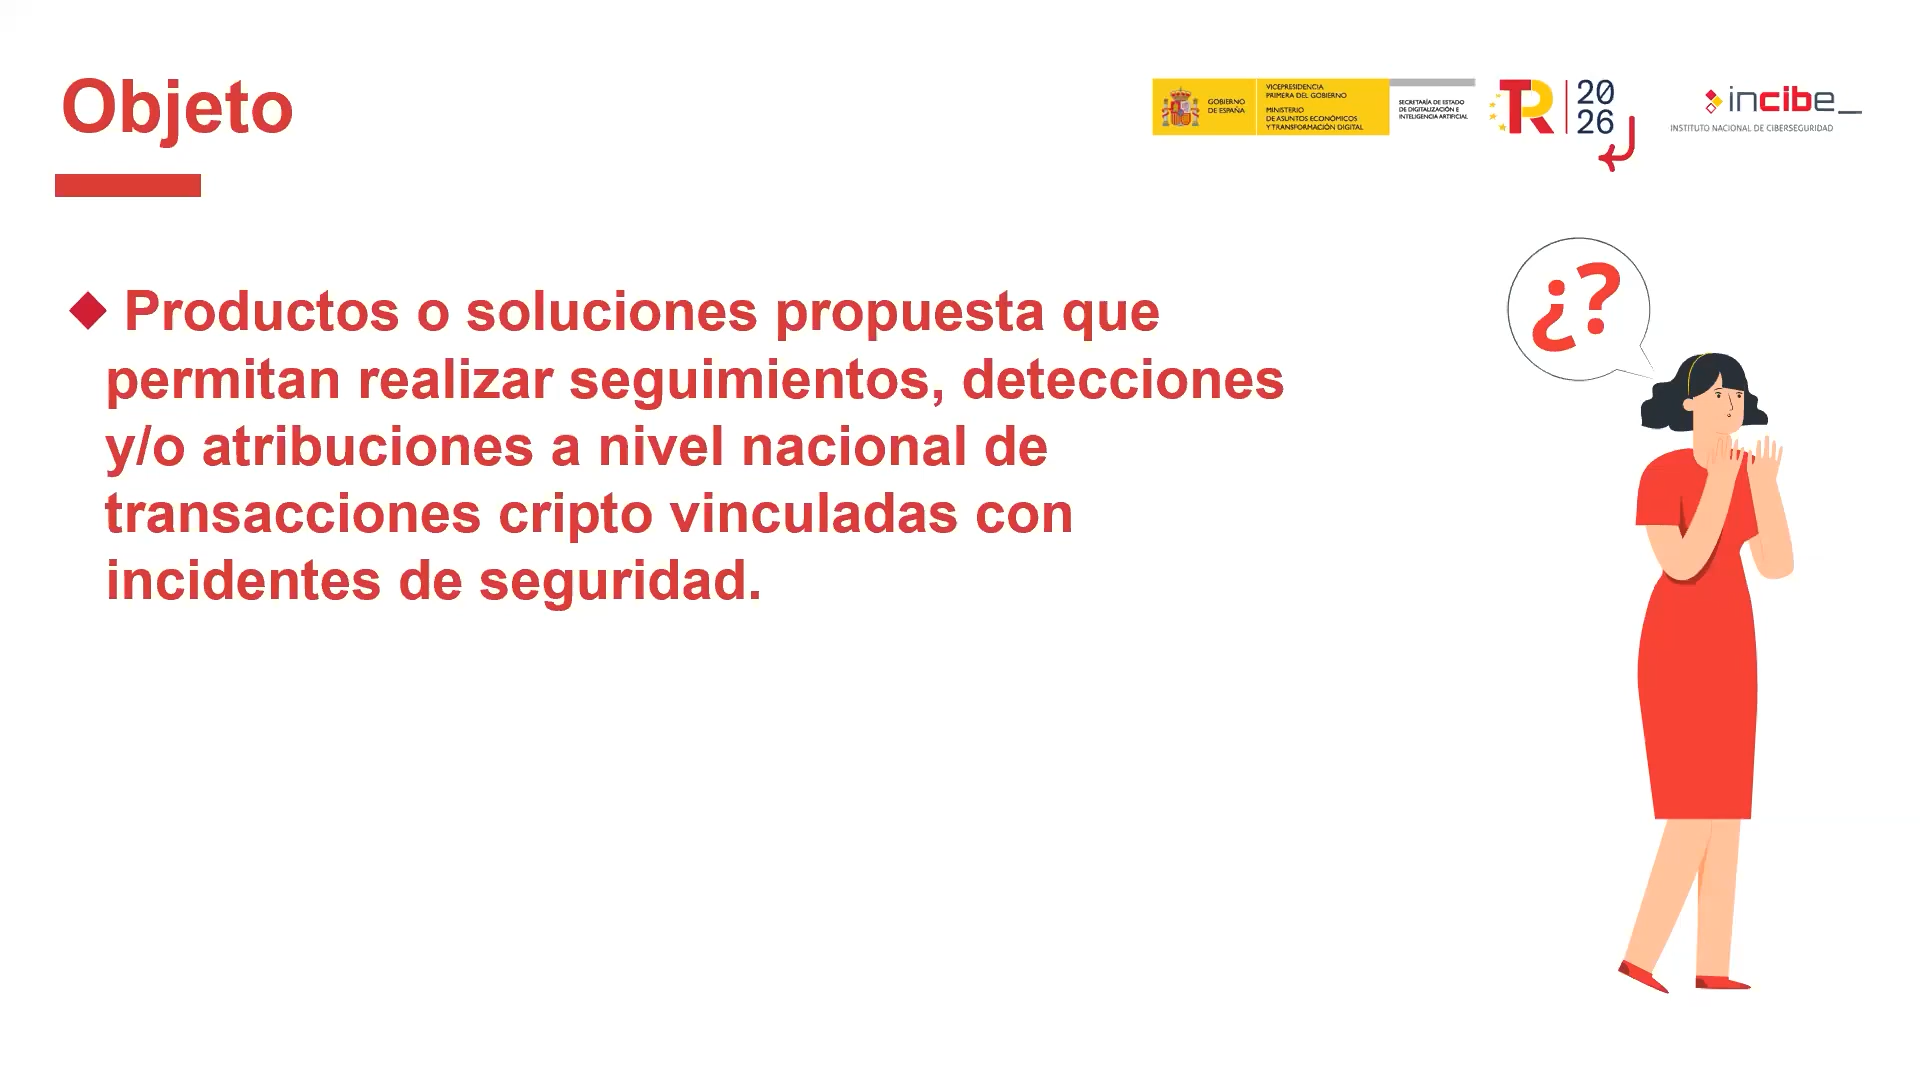 Objeto
GOBIERNO
DE ESPAÑA
VICEPRESIDENCIA
PRIMERA DEL GOBIERNO
MINISTERIO
DE ASUNTOS ECONÓMICOS
Y TRANSFORMACIÓN DIGITAL
SECRETARÍA DE ESTADO
DE DIGITALIZACIÓN E
INTELIGENCIA ARTIFICIAL
TR
20
26
incibe_
INSTITUTO NACIONAL DE CIBERSEGURIDAD
¿?
Productos o soluciones propuesta que
permitan realizar seguimientos, detecciones
y/o atribuciones a nivel nacional de
transacciones cripto vinculadas con
incidentes de seguridad.